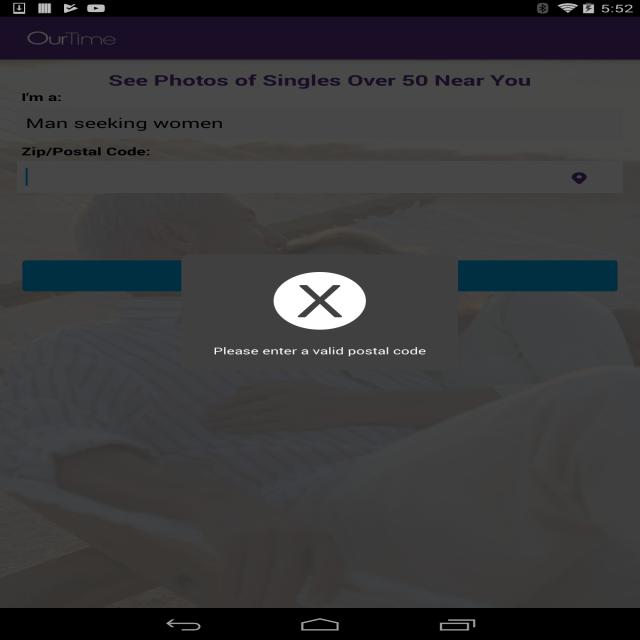 5:52
OurTime
See Photos of Singles Over 50 Near You
I'm a:
Man seeking women
Zip/Postal Code:
Please enter a valid postal code